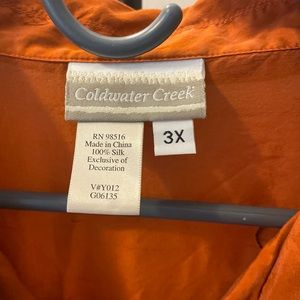 Coldwater Creek®
3X
RN 98516
Made in China
100% Silk
Exclusive of
Decoration
V#Y012
G06135